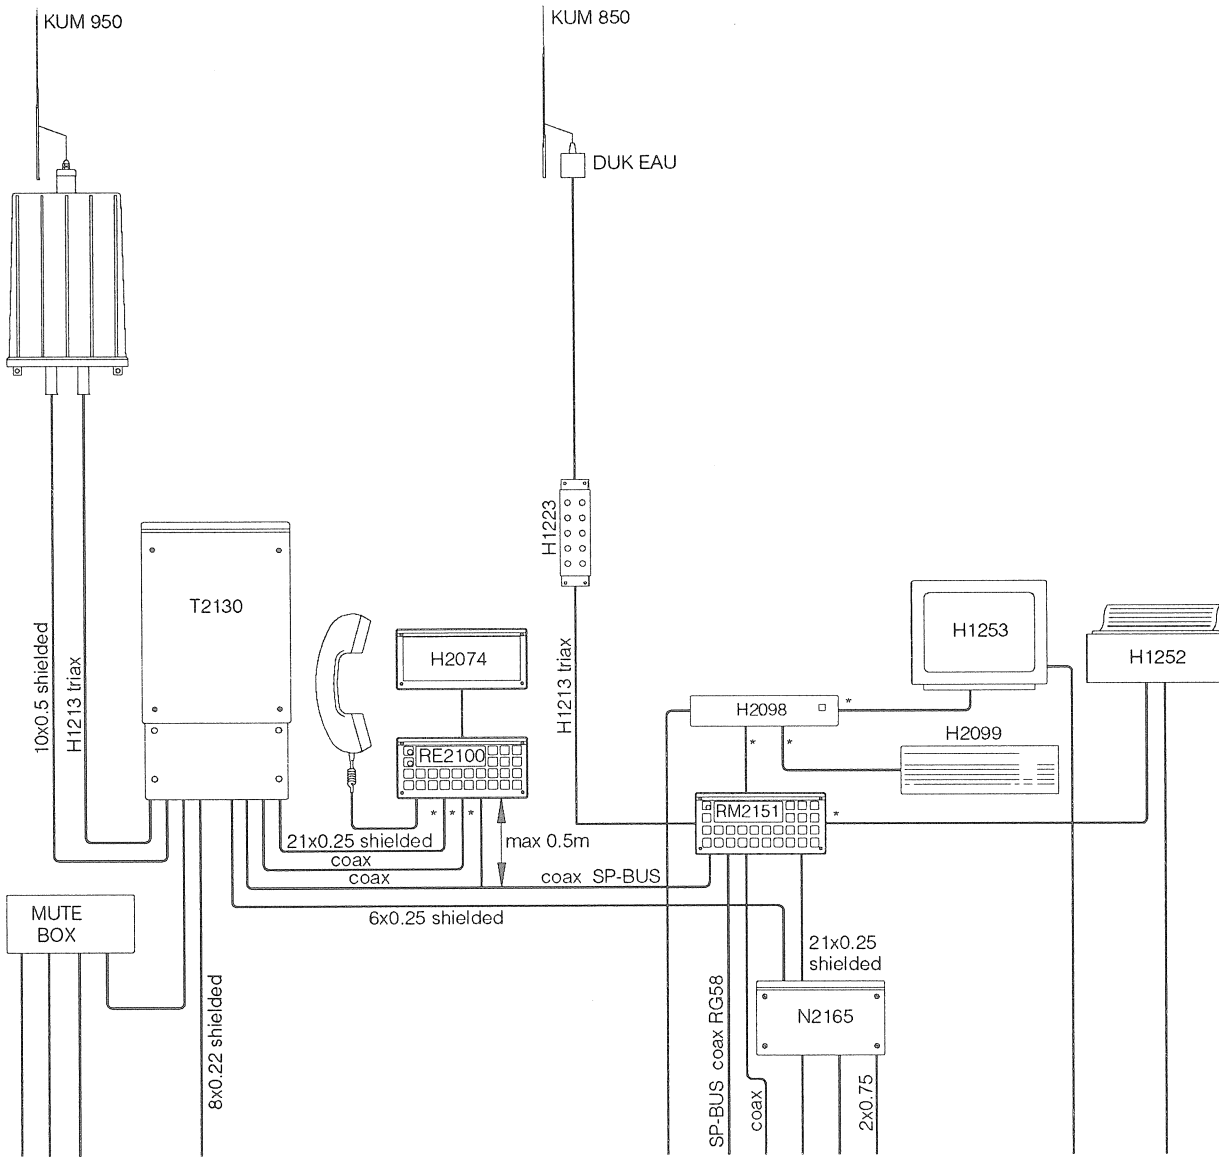 KUM 950
KUM 850
DUK EAU
H1223
T2130
10x0.5 shielded
H1213 triax
H2074
H1213 triax
H1253
H1252
H2098
*
H2099
*
*
RE2100
RM2151
*
*
*
*
21x0.25 shielded
max 0.5m
coax
coax
coax SP-BUS
6x0.25 shielded
MUTE
BOX
21x0.25
shielded
8x0.22 shielded
SP-BUS coax RG58
N2165
coax
2x0.75